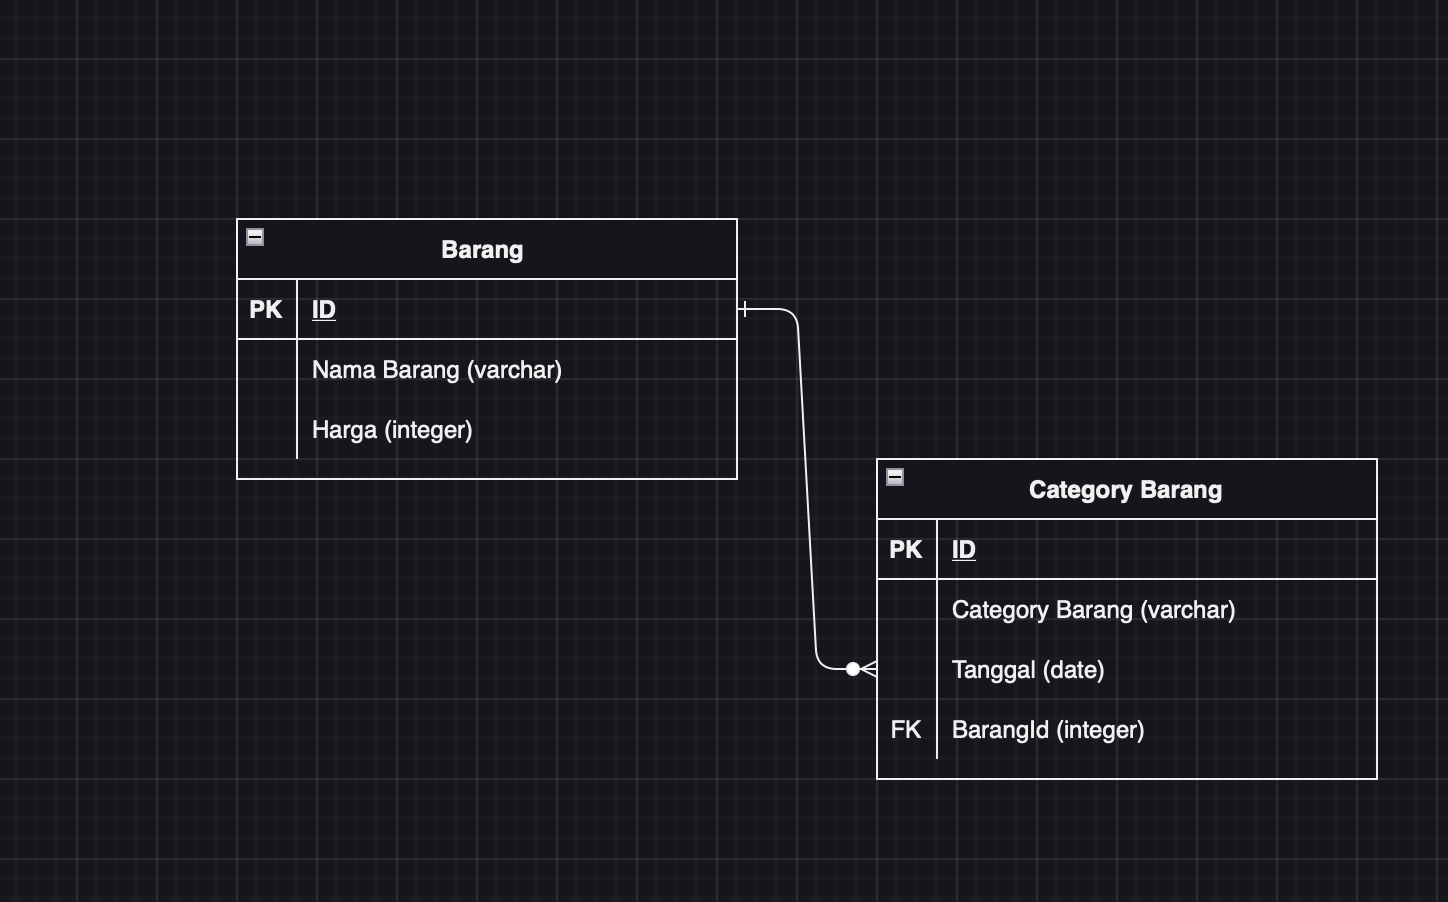 Barang
PK ID
Nama Barang (varchar)
Harga (integer)
Category Barang
PK ID
Category Barang (varchar)
Tanggal (date)
FK BarangId (integer)